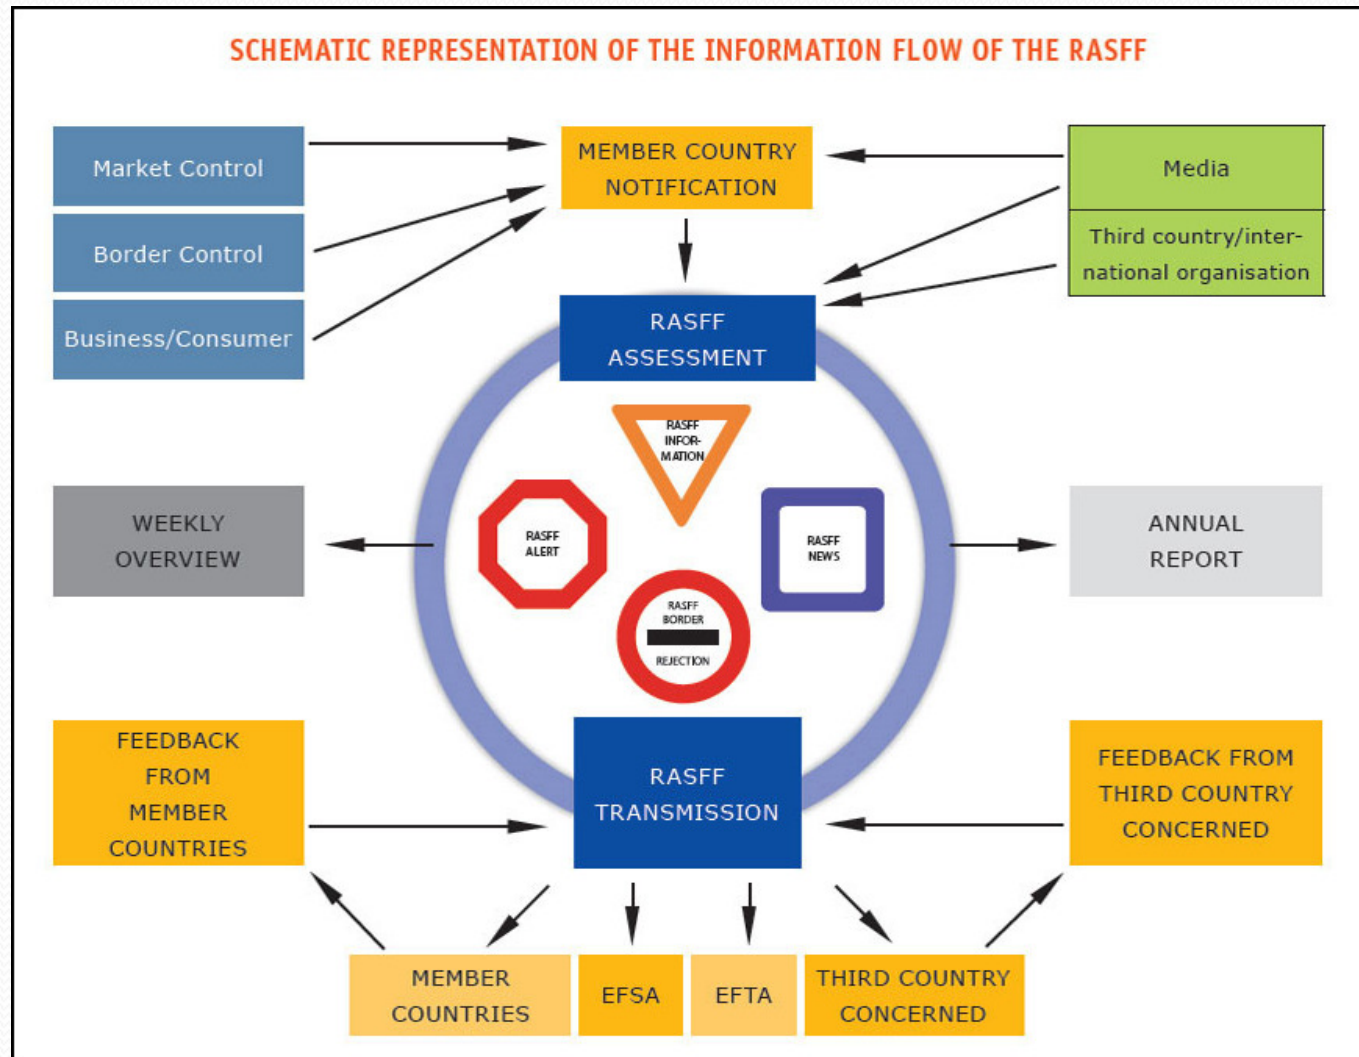 SCHEMATIC REPRESENTATION OF THE INFORMATION FLOW OF THE RASFF
Market Control
Border Control
Business/Consumer
MEMBER COUNTRY
NOTIFICATION
Media
Third country/inter-
national organisation
RASFF
ASSESSMENT
RASFF
INFOR-
MATION
RASFF
ALERT
RASFF
NEWS
RASFF
BORDER
REJECTION
WEEKLY
OVERVIEW
ANNUAL
REPORT
FEEDBACK
FROM
MEMBER
COUNTRIES
RASFF
TRANSMISSION
FEEDBACK FROM
THIRD COUNTRY
CONCERNED
MEMBER
COUNTRIES
EFSA
EFTA
THIRD COUNTRY
CONCERNED